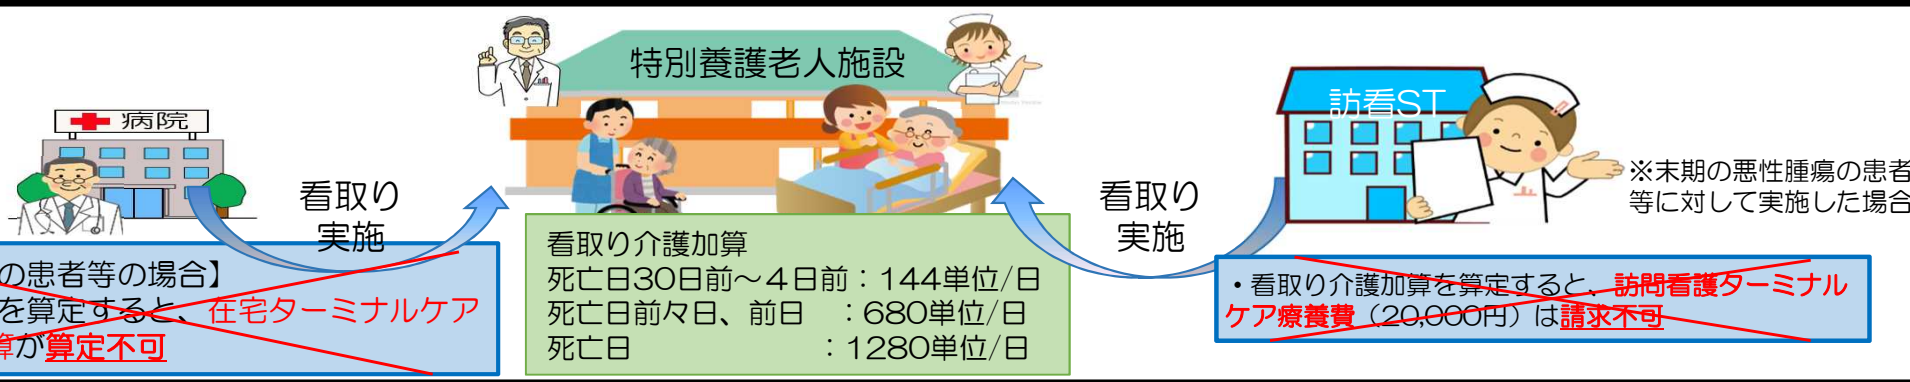 病院
看取り
実施
の患者等の場合】
を算定すると、在宅ターミナルケア
算が算定不可
特別養護老人施設
看取り介護加算
死亡日30日前～4日前：144単位/日
死亡日前々日、前日　：680単位/日
死亡日　　　　　　　：1280単位/日
看取り
実施
訪看ST
※末期の悪性腫瘍の患者
等に対して実施した場合
・看取り介護加算を算定すると、訪問看護ターミナル
ケア療養費（20,000円）は請求不可